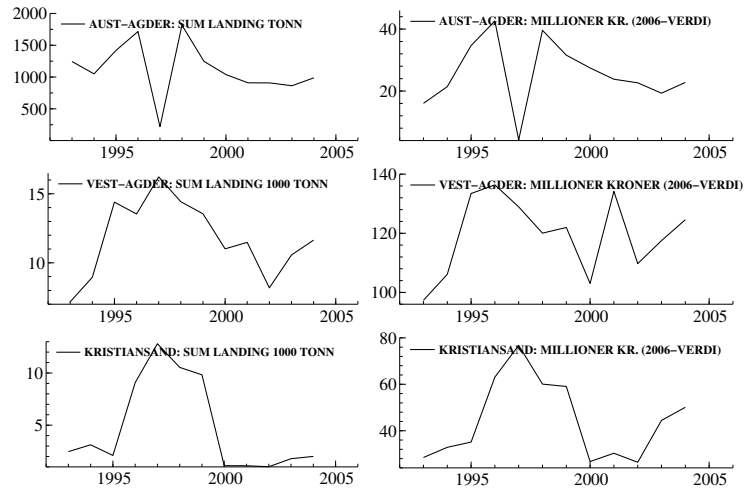 AUST−AGDER: SUM LANDING TONN
2000
1500
1000
500
1995 2000 2005
AUST−AGDER: MILLIONER KR. (2006−VERDI)
40
20
1995 2000 2005
VEST−AGDER: SUM LANDING 1000 TONN
15
10
1995 2000 2005
VEST−AGDER: MILLIONER KRONER (2006−VERDI)
140
120
100
1995 2000 2005
KRISTIANSAND: SUM LANDING 1000 TONN
10
5
1995 2000 2005
KRISTIANSAND: MILLIONER KR. (2006−VERDI)
80
60
40
1995 2000 2005